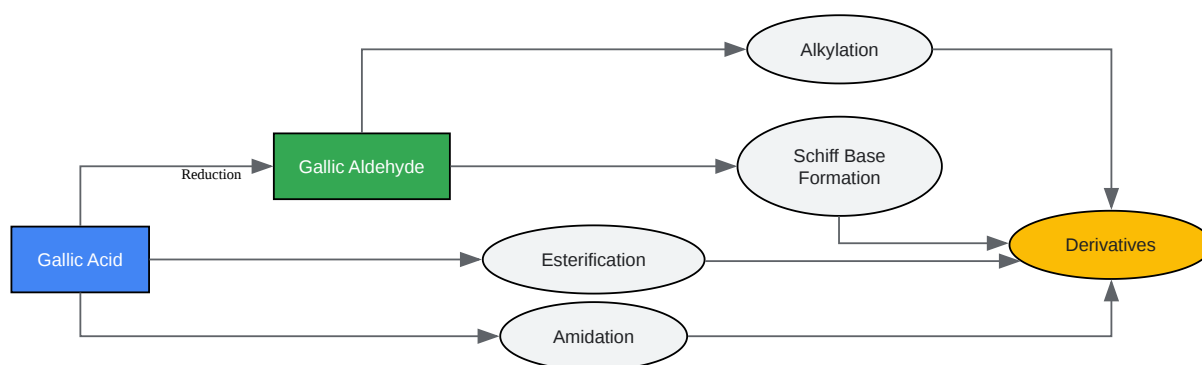 Alkylation
Gallic Aldehyde
Schiff Base
Formation
Reduction
Gallic Acid
Esterification
Derivatives
Amidation